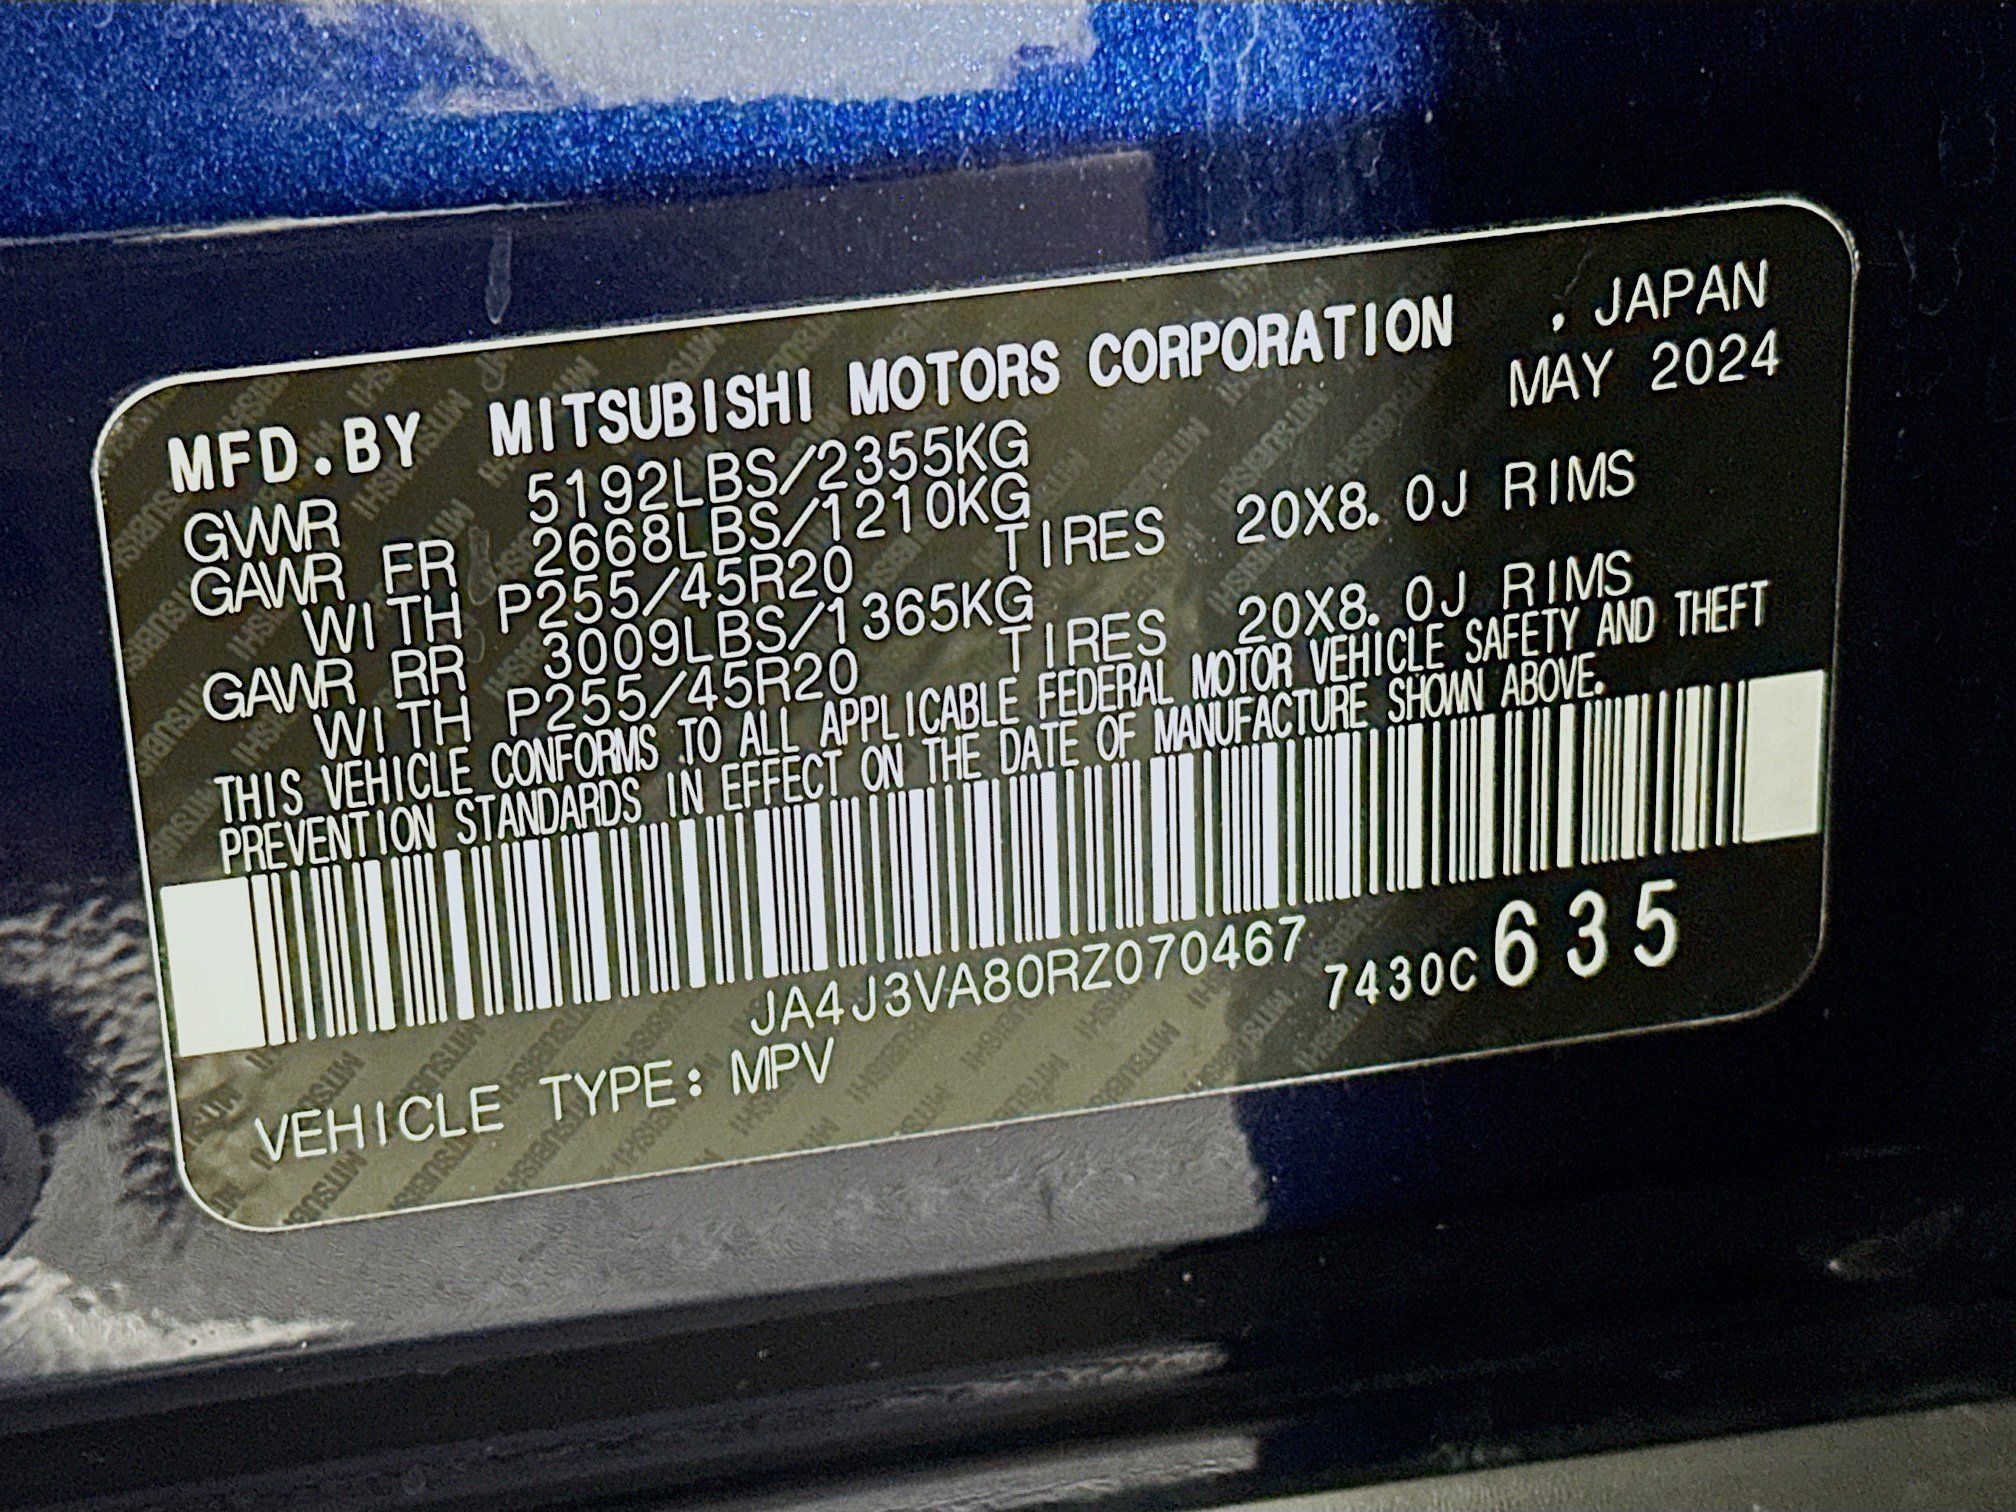 MFD.BY MITSUBISHI MOTORS CORPORATION , JAPAN
MAY 2024
GVWR 5192LBS/2355KG
GAWR FR 2668LBS/1210KG
WITH P255/45R20 TIRES 20X8.0J RIMS
GAWR RR 3009LBS/1365KG
WITH P255/45R20 TIRES 20X8.0J RIMS
THIS VEHICLE CONFORMS TO ALL APPLICABLE FEDERAL MOTOR VEHICLE SAFETY AND THEFT
PREVENTION STANDARDS IN EFFECT ON THE DATE OF MANUFACTURE SHOWN ABOVE.
JA4J3VA80RZ070467 7430C635
VEHICLE TYPE: MPV